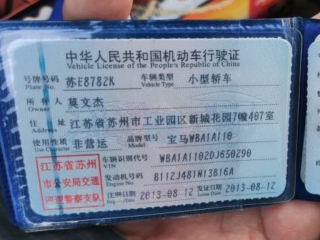 中华人民共和国机动车行驶证
Vehicle License of the People's Republic of China
号牌号码 苏E8782K 车辆类型 小型轿车
Plate No. Vehicle Type
所有人 莫文杰
Owner
住址 江苏省苏州市工业园区新城花园7幢407室
Address
使用性质 非营运 品牌型号 宝马WBA1A110
Use Character Model
江苏省苏州 车辆识别代号 WBA1A1102DJ650290
VIN
市公安局交通 发动机号码 B112J481N13B16A
Engine No.
巡逻警察支队 注册日期 2013-08-12 发证日期 2013-08-12
Register Date Issue Date